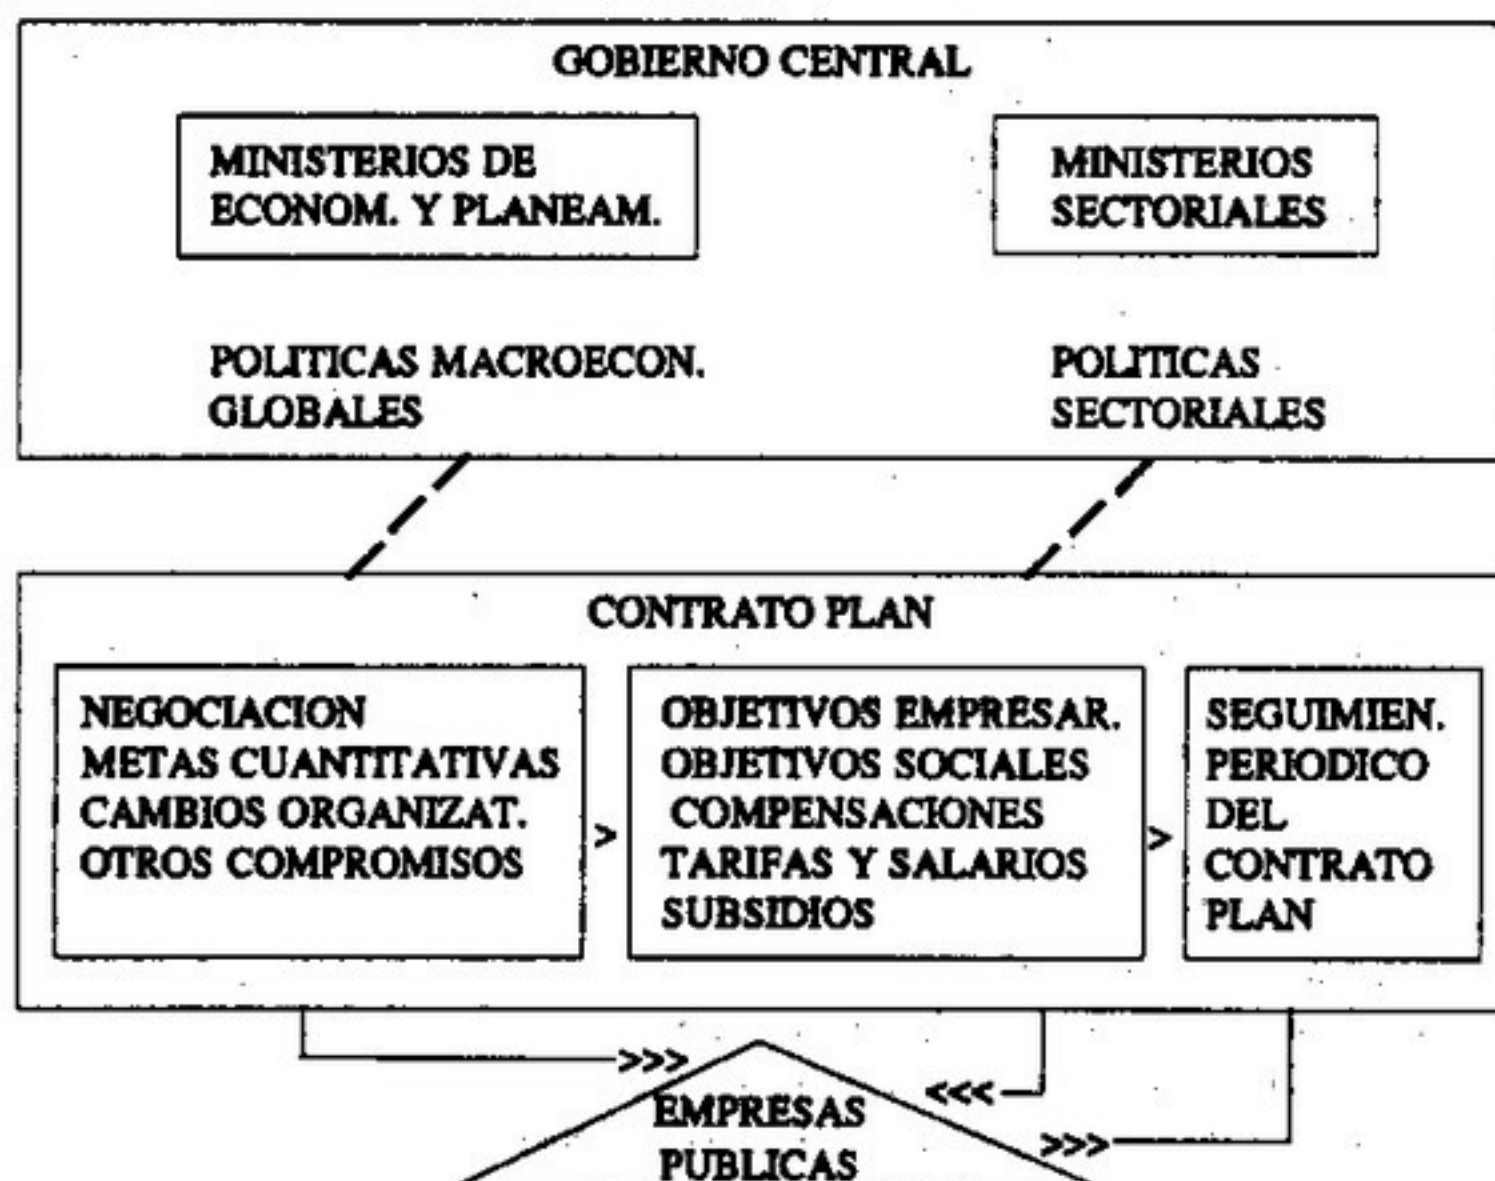 GOBIERNO CENTRAL
MINISTERIOS DE
ECONOM. Y PLANEAM.
MINISTERIOS
SECTORIALES
POLITICAS MACROECON.
GLOBALES
POLITICAS
SECTORIALES
CONTRATO PLAN
NEGOCIACION
METAS CUANTITATIVAS
CAMBIOS ORGANIZAT.
OTROS COMPROMISOS
>
OBJETIVOS EMPRESAR.
OBJETIVOS SOCIALES
COMPENSACIONES
TARIFAS Y SALARIOS
SUBSIDIOS
>
SEGUIMIEN.
PERIODICO
DEL
CONTRATO
PLAN
>>>
<<<
>>>
EMPRESAS
PUBLICAS